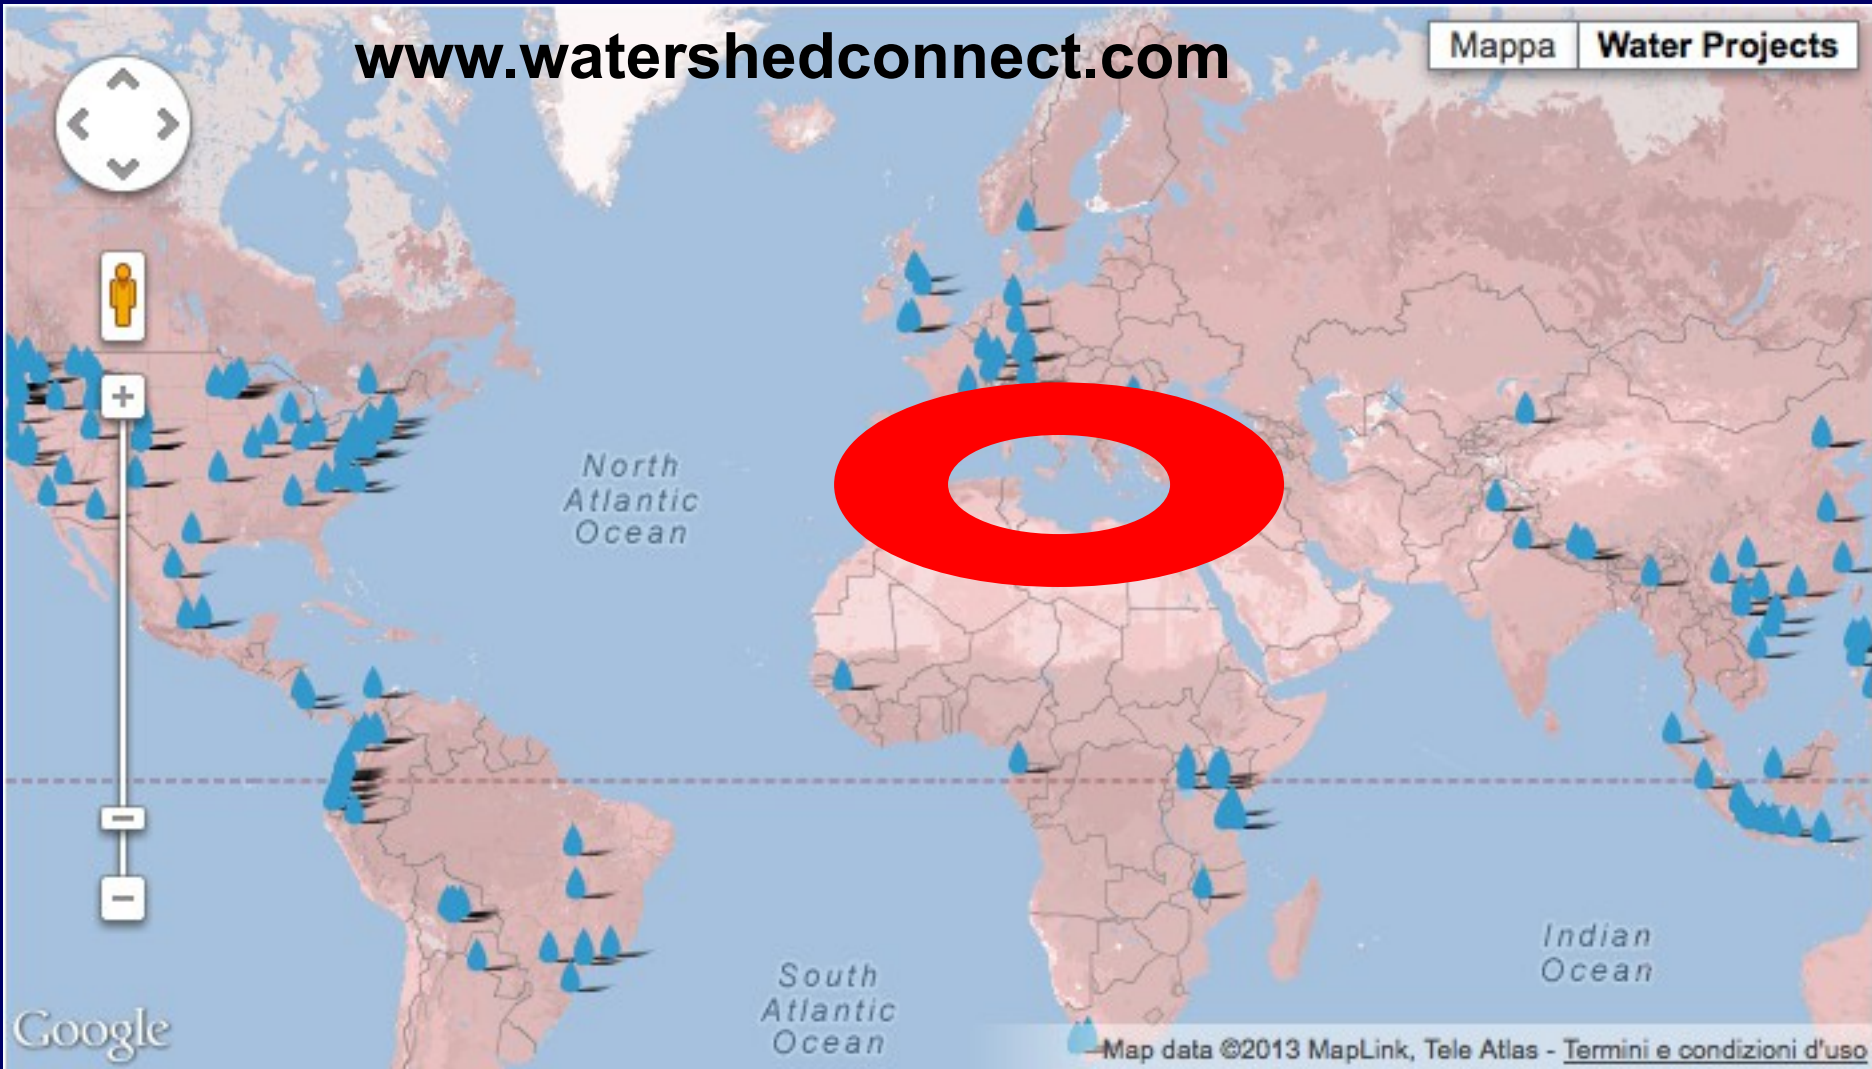 www.watershedconnect.com
Mappa
Water Projects
North
Atlantic
Ocean
South
Atlantic
Ocean
Indian
Ocean
Google
Map data ©2013 MapLink, Tele Atlas - Termini e condizioni d'uso